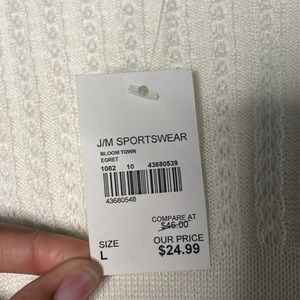 J/M SPORTSWEAR
BLOOM TOWN
EGRET
1082 10 43680539
43680548
COMPARE AT
$46.00
SIZE OUR PRICE
L $24.99